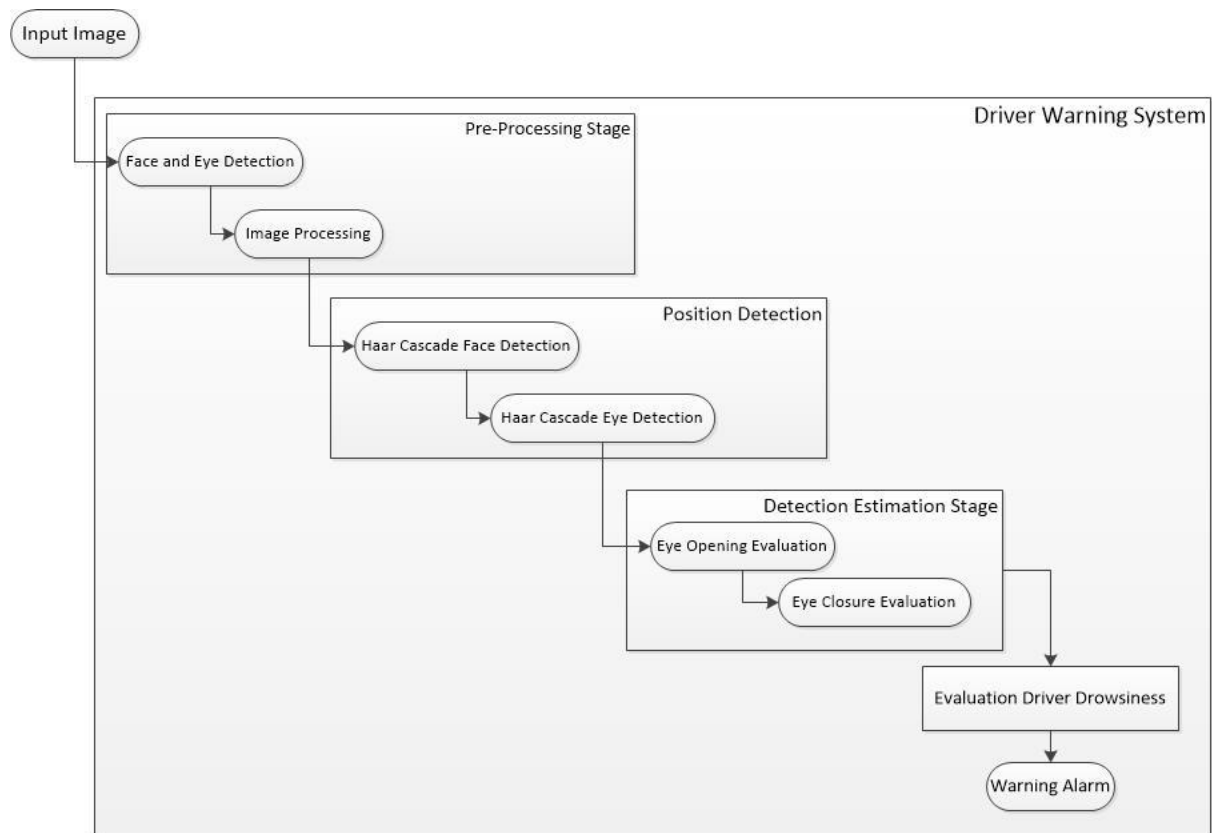 Input Image
Driver Warning System
Pre-Processing Stage
Face and Eye Detection
Image Processing
Position Detection
Haar Cascade Face Detection
Haar Cascade Eye Detection
Detection Estimation Stage
Eye Opening Evaluation
Eye Closure Evaluation
Evaluation Driver Drowsiness
Warning Alarm